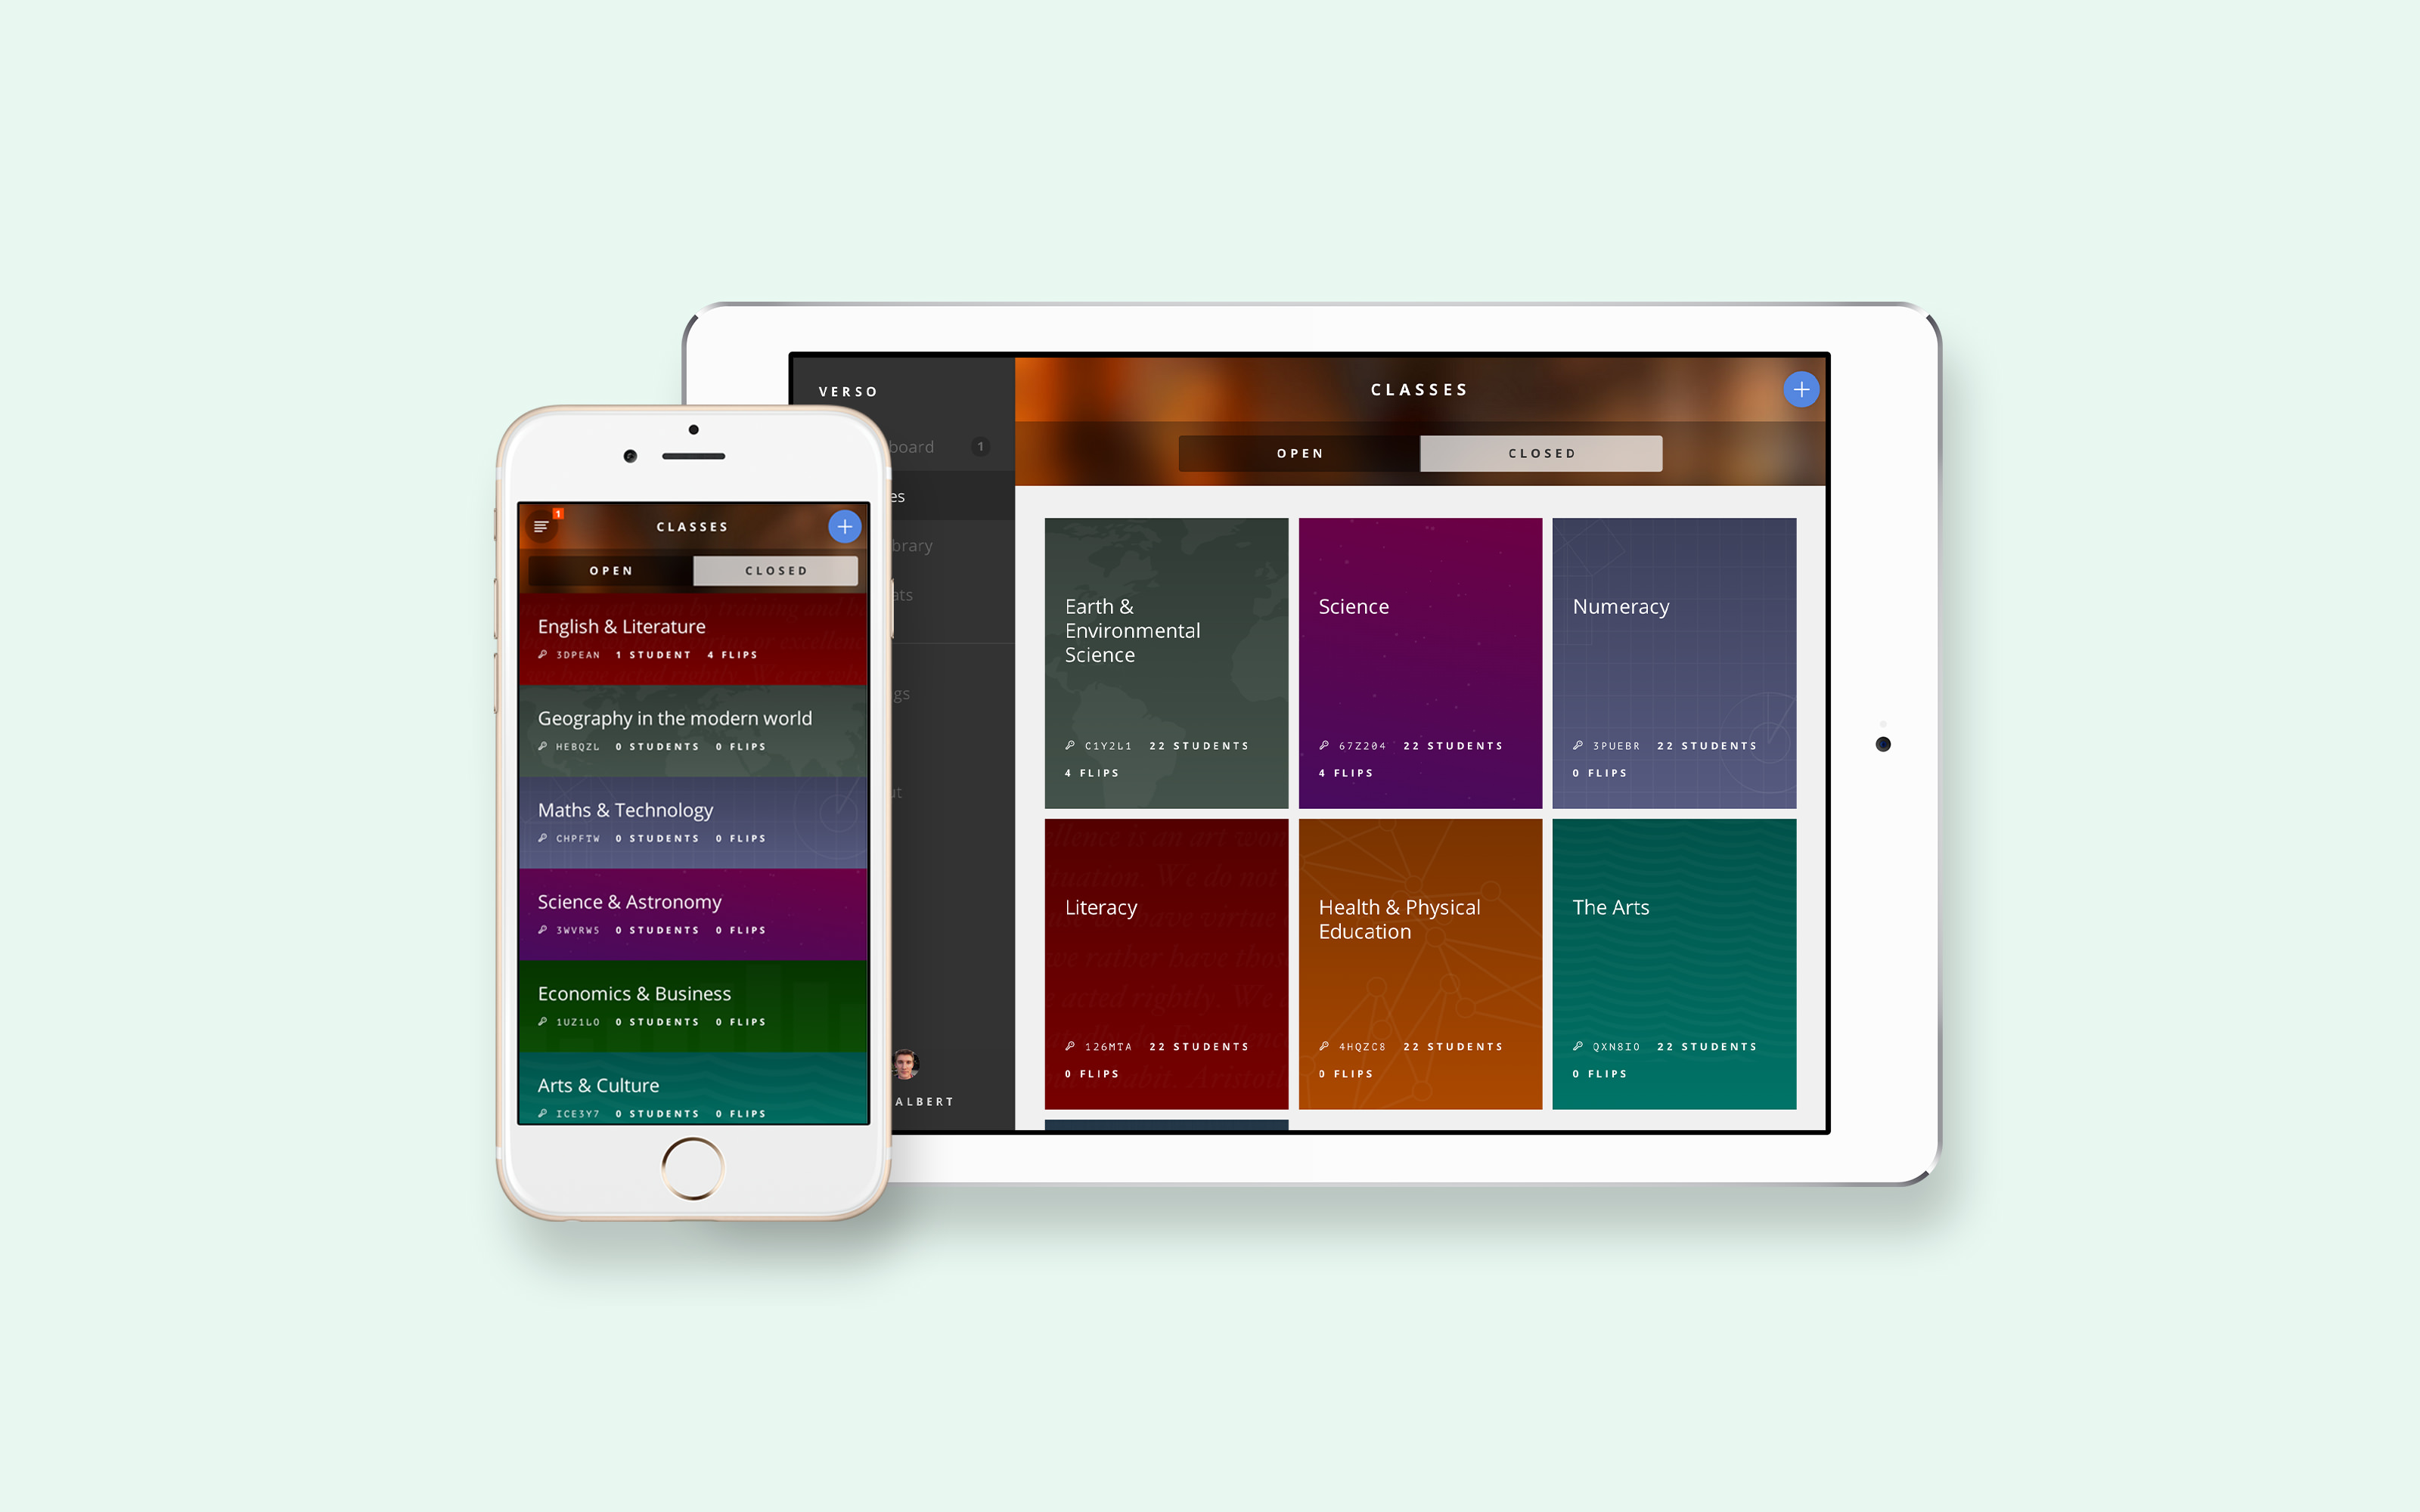 VERSO
board 1
es
brary
ats
gs
ut
ALBERT
CLASSES
OPEN CLOSED
Earth &
Environmental
Science
C1Y2L1 22 STUDENTS
4 FLIPS
Science
67Z204 22 STUDENTS
4 FLIPS
Numeracy
3PUEBR 22 STUDENTS
0 FLIPS
Literacy
126MTA 22 STUDENTS
0 FLIPS
Health & Physical
Education
4HQZC8 22 STUDENTS
0 FLIPS
The Arts
QXN8IO 22 STUDENTS
0 FLIPS
1
CLASSES
OPEN CLOSED
English & Literature
3DPEAN 1 STUDENT 4 FLIPS
Geography in the modern world
HEBQZL 0 STUDENTS 0 FLIPS
Maths & Technology
CHPFTW 0 STUDENTS 0 FLIPS
Science & Astronomy
3WVRW5 0 STUDENTS 0 FLIPS
Economics & Business
1UZ1LO 0 STUDENTS 0 FLIPS
Arts & Culture
ICE3Y7 0 STUDENTS 0 FLIPS